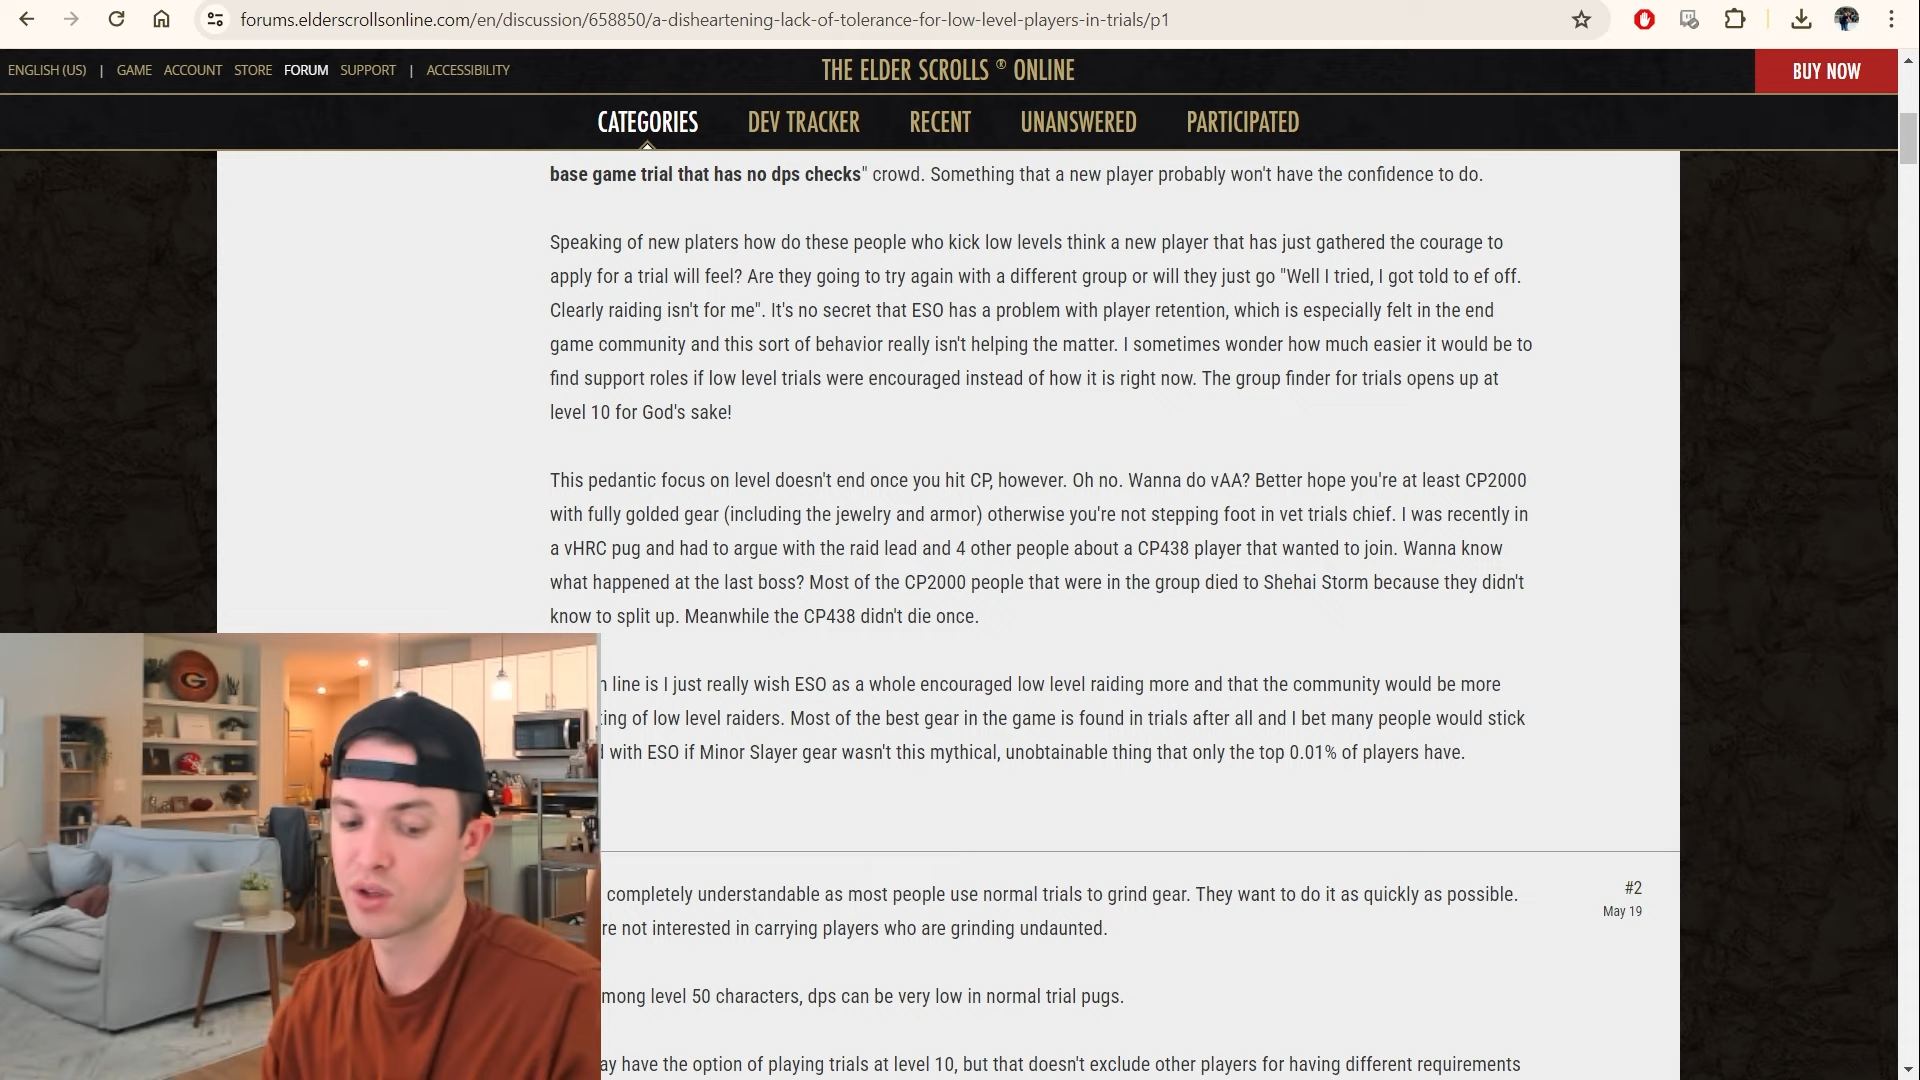 forums.elderscrollsonline.com/en/discussion/658850/a-disheartening-lack-of-tolerance-for-low-level-players-in-trials/p1
ENGLISH (US) | GAME ACCOUNT STORE FORUM SUPPORT | ACCESSIBILITY
THE ELDER SCROLLS ® ONLINE
BUY NOW
CATEGORIES DEV TRACKER RECENT UNANSWERED PARTICIPATED
base game trial that has no dps checks" crowd. Something that a new player probably won't have the confidence to do.
Speaking of new platers how do these people who kick low levels think a new player that has just gathered the courage to
apply for a trial will feel? Are they going to try again with a different group or will they just go "Well I tried, I got told to ef off.
Clearly raiding isn't for me". It's no secret that ESO has a problem with player retention, which is especially felt in the end
game community and this sort of behavior really isn't helping the matter. I sometimes wonder how much easier it would be to
find support roles if low level trials were encouraged instead of how it is right now. The group finder for trials opens up at
level 10 for God's sake!
This pedantic focus on level doesn't end once you hit CP, however. Oh no. Wanna do vAA? Better hope you're at least CP2000
with fully golded gear (including the jewelry and armor) otherwise you're not stepping foot in vet trials chief. I was recently in
a vHRC pug and had to argue with the raid lead and 4 other people about a CP438 player that wanted to join. Wanna know
what happened at the last boss? Most of the CP2000 people that were in the group died to Shehai Storm because they didn't
know to split up. Meanwhile the CP438 didn't die once.
line is I just really wish ESO as a whole encouraged low level raiding more and that the community would be more
ing of low level raiders. Most of the best gear in the game is found in trials after all and I bet many people would stick
with ESO if Minor Slayer gear wasn't this mythical, unobtainable thing that only the top 0.01% of players have.
#2
May 19
completely understandable as most people use normal trials to grind gear. They want to do it as quickly as possible.
re not interested in carrying players who are grinding undaunted.
mong level 50 characters, dps can be very low in normal trial pugs.
ay have the option of playing trials at level 10, but that doesn't exclude other players for having different requirements